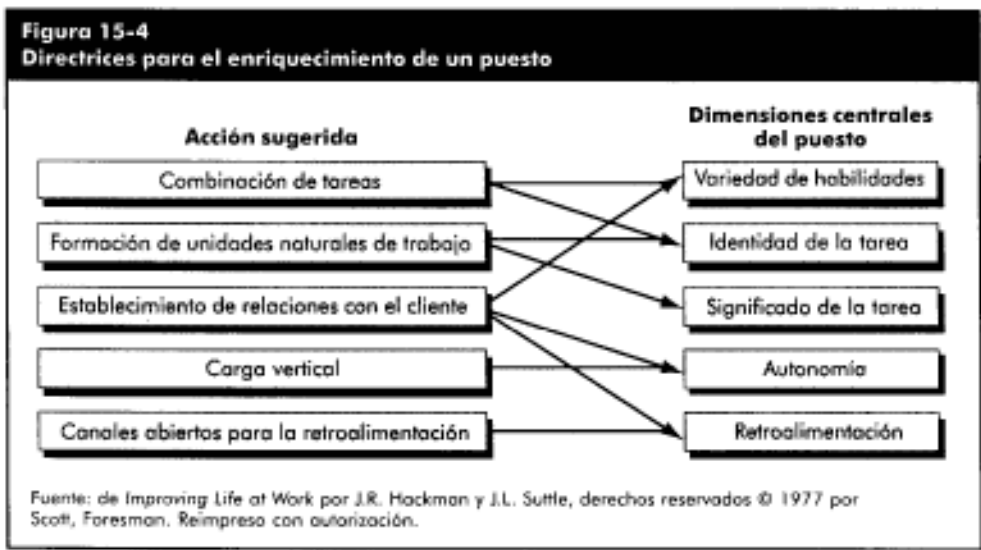 Figura 15-4
Directrices para el enriquecimiento de un puesto
Acción sugerida
Dimensiones centrales
del puesto
Combinación de tareas
Variedad de habilidades
Formación de unidades naturales de trabajo
Identidad de la tarea
Establecimiento de relaciones con el cliente
Significado de la tarea
Carga vertical
Autonomía
Canales abiertos para la retroalimentación
Retroalimentación
Fuente: de Improving Life at Work por J.R. Hackman y J.L. Suttle, derechos reservados © 1977 por
Scott, Foresman. Reimpreso con autorización.